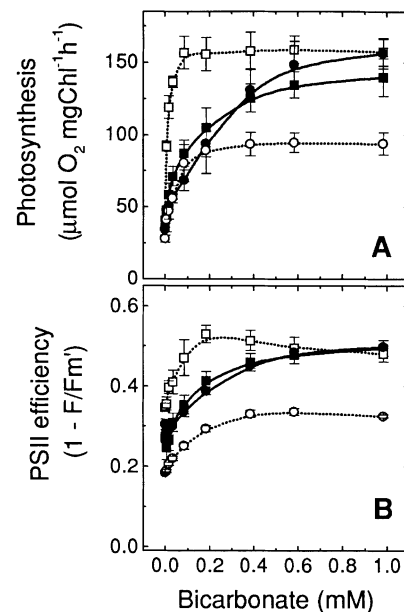 Photosynthesis
(μmol O₂ mgChl⁻¹h⁻¹)
150
100
50
0
A
PSII efficiency
(1 - F/Fm')
0.6
0.4
0.2
0.0
B
0.0 0.2 0.4 0.6 0.8 1.0
Bicarbonate (mM)